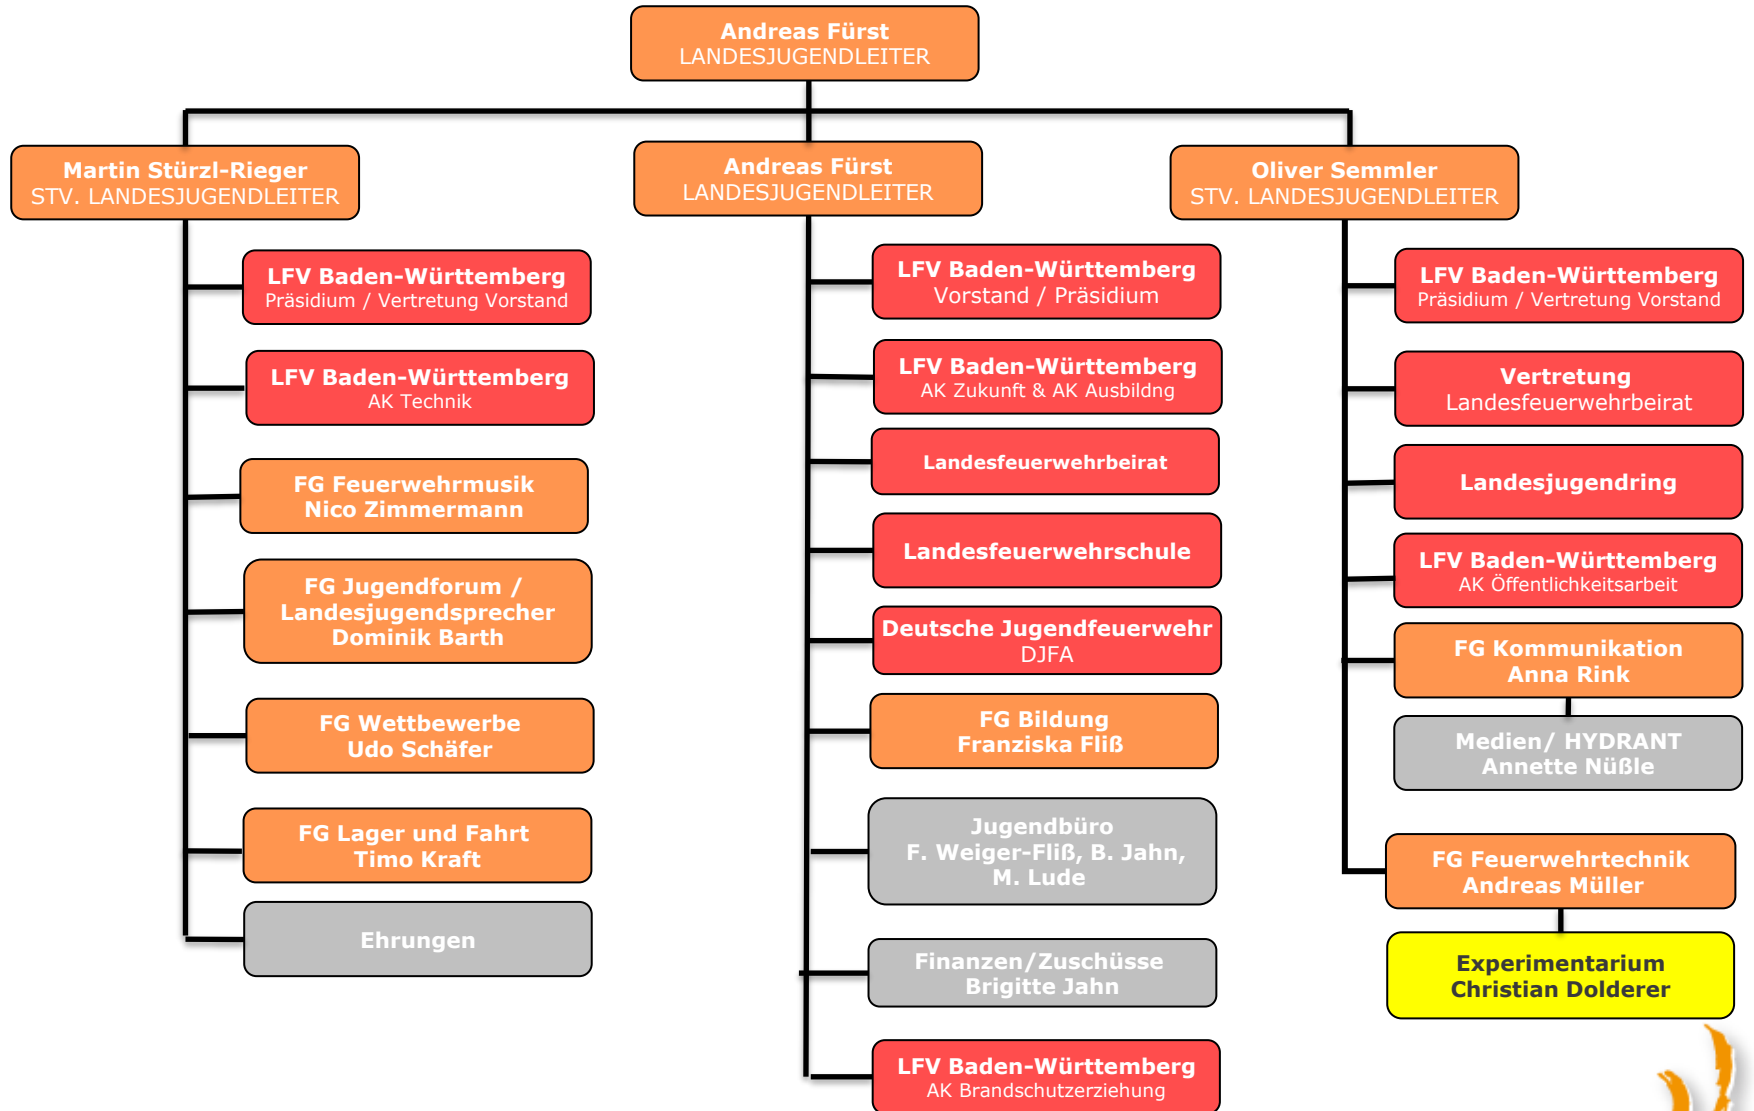 Andreas Fürst
LANDESJUGENDLEITER
Martin Stürzl-Rieger
STV. LANDESJUGENDLEITER
LFV Baden-Württemberg
Präsidium / Vertretung Vorstand
LFV Baden-Württemberg
AK Technik
FG Feuerwehrmusik
Nico Zimmermann
FG Jugendforum /
Landesjugendsprecher
Dominik Barth
FG Wettbewerbe
Udo Schäfer
FG Lager und Fahrt
Timo Kraft
Ehrungen
Andreas Fürst
LANDESJUGENDLEITER
LFV Baden-Württemberg
Vorstand / Präsidium
LFV Baden-Württemberg
AK Zukunft & AK Ausbildng
Landesfeuerwehrbeirat
Landesfeuerwehrschule
Deutsche Jugendfeuerwehr
DJFA
FG Bildung
Franziska Fliß
Jugendbüro
F. Weiger-Fliß, B. Jahn,
M. Lude
Finanzen/Zuschüsse
Brigitte Jahn
LFV Baden-Württemberg
AK Brandschutzerziehung
Oliver Semmler
STV. LANDESJUGENDLEITER
LFV Baden-Württemberg
Präsidium / Vertretung Vorstand
Vertretung
Landesfeuerwehrbeirat
Landesjugendring
LFV Baden-Württemberg
AK Öffentlichkeitsarbeit
FG Kommunikation
Anna Rink
Medien/ HYDRANT
Annette Nüßle
FG Feuerwehrtechnik
Andreas Müller
Experimentarium
Christian Dolderer